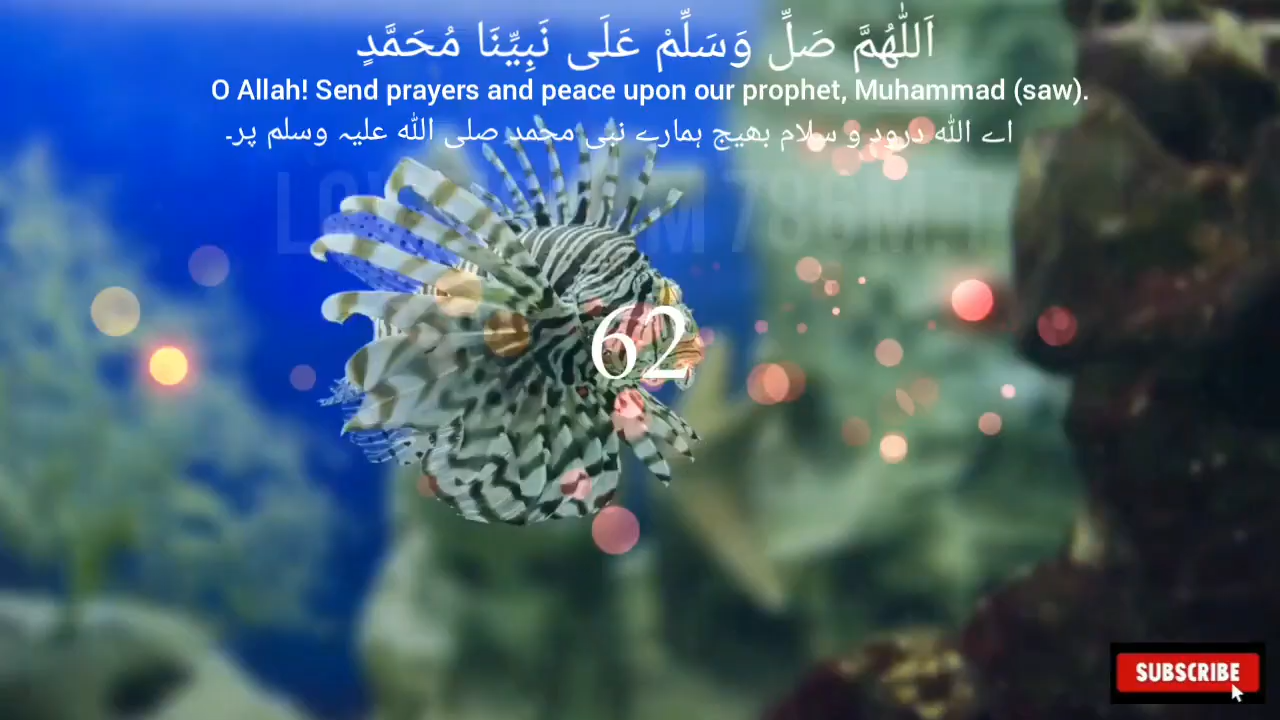 اَللّٰهُمَّ صَلِّ وَسَلِّمْ عَلَى نَبِيِّنَا مُحَمَّدٍ
O Allah! Send prayers and peace upon our prophet, Muhammad (saw).
اے اللہ درود و سلام بھیج ہمارے نبی محمد صلی اللہ علیہ وسلم پر۔
62
SUBSCRIBE